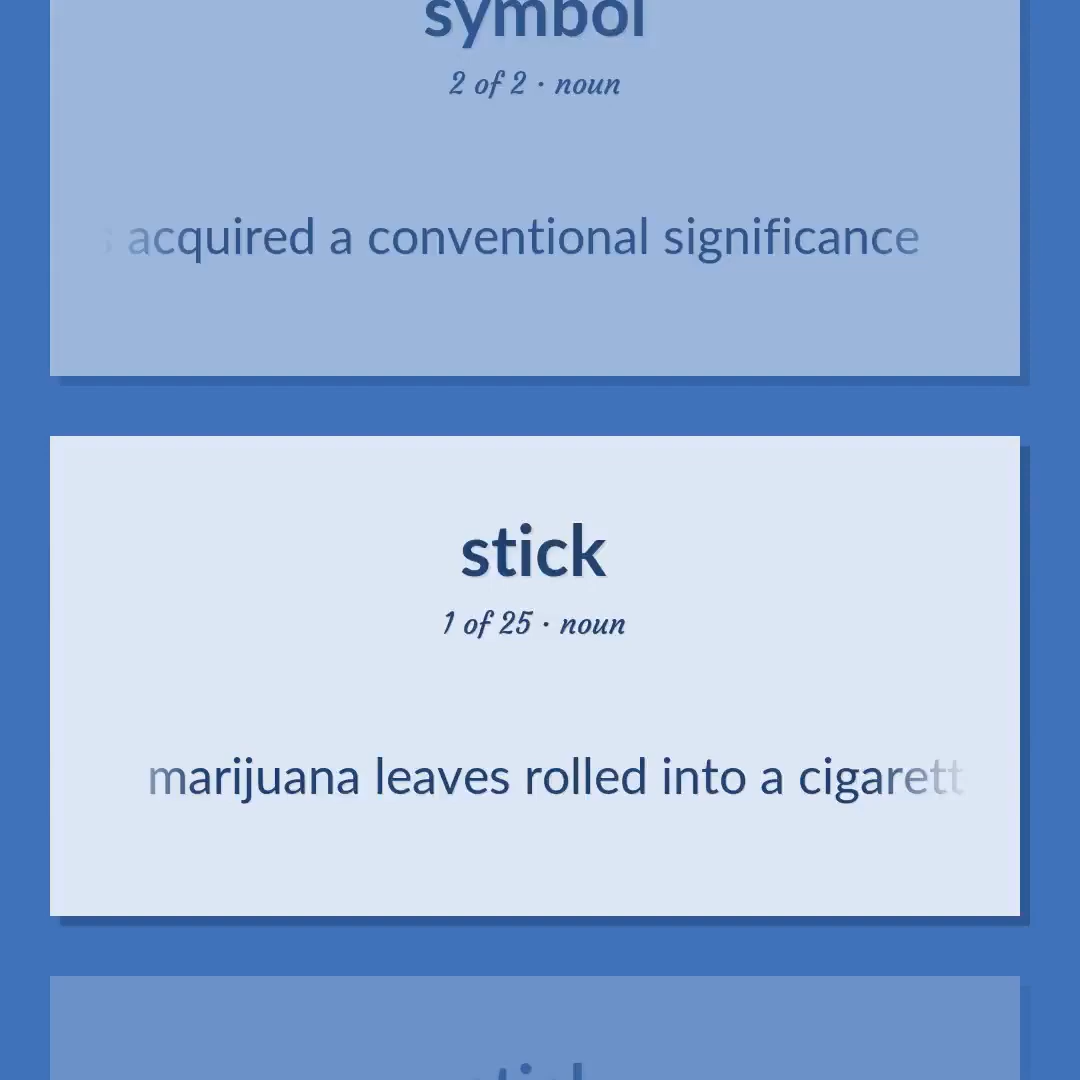 symbol
2 of 2 · noun
acquired a conventional significance
stick
1 of 25 · noun
marijuana leaves rolled into a cigarett